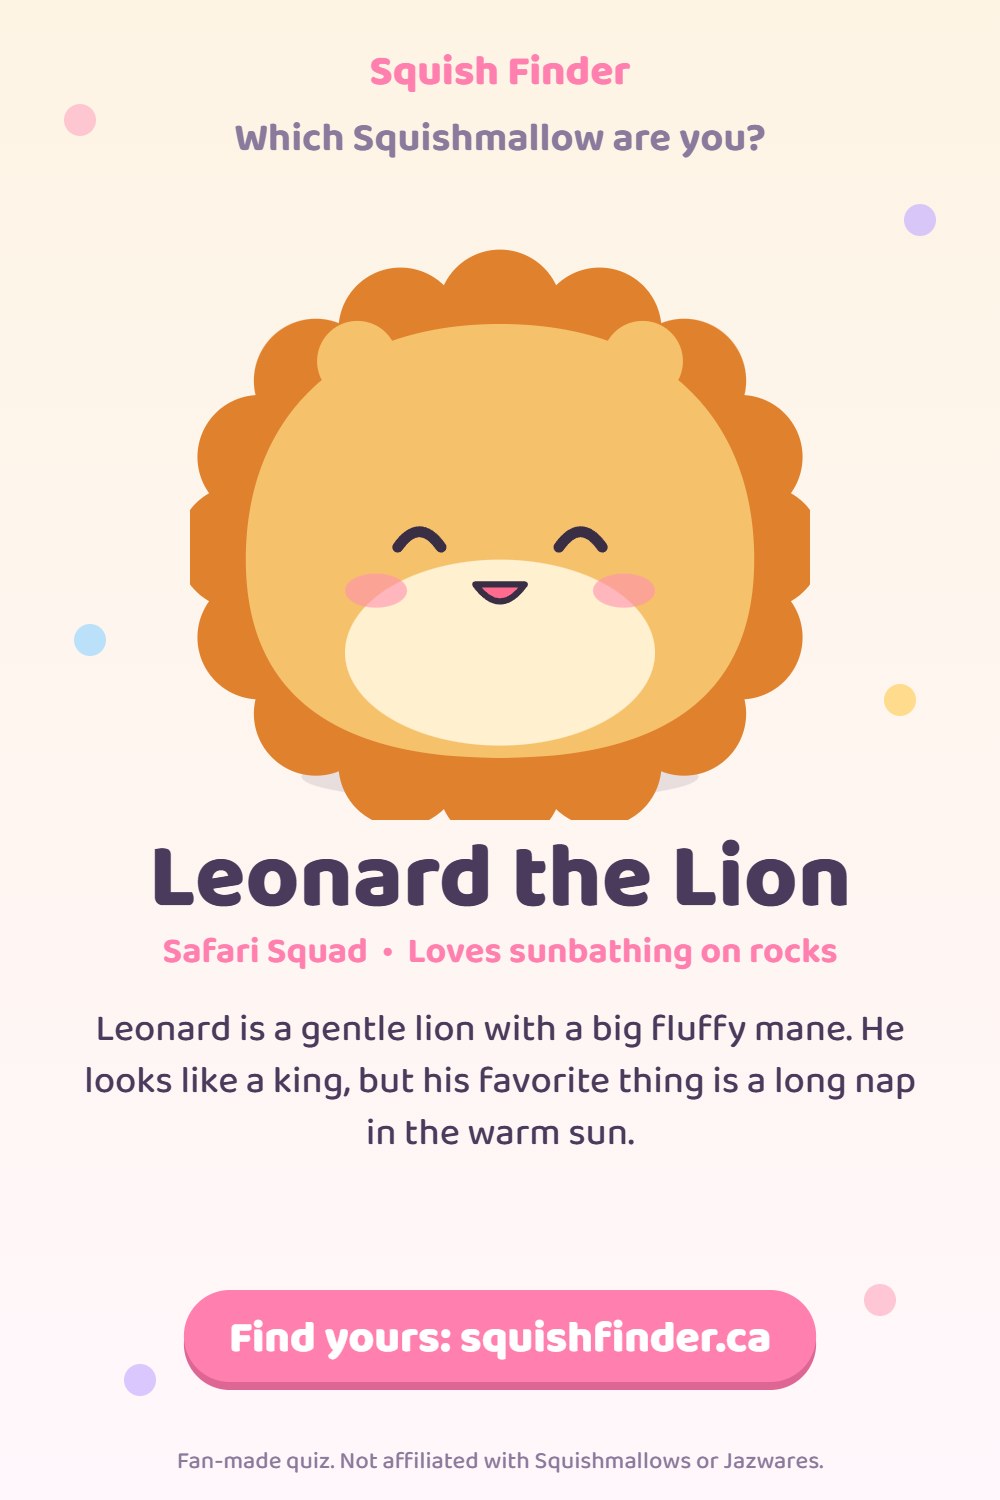 Squish Finder
Which Squishmallow are you?
Leonard the Lion
Safari Squad • Loves sunbathing on rocks
Leonard is a gentle lion with a big fluffy mane. He
looks like a king, but his favorite thing is a long nap
in the warm sun.
Find yours: squishfinder.ca
Fan-made quiz. Not affiliated with Squishmallows or Jazwares.